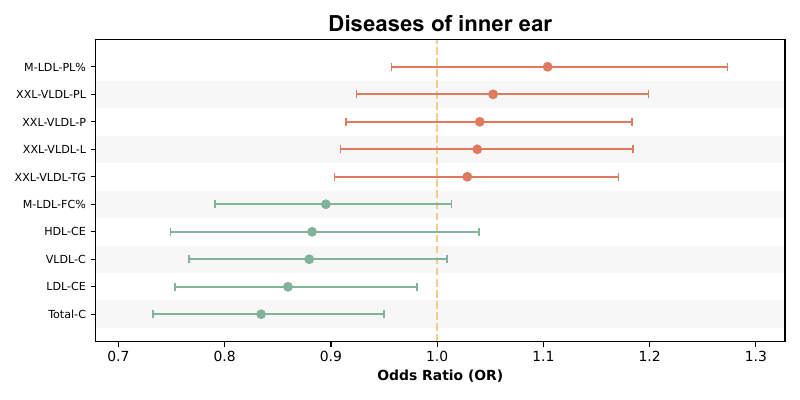 Diseases of inner ear
M-LDL-PL%
XXL-VLDL-PL
XXL-VLDL-P
XXL-VLDL-L
XXL-VLDL-TG
M-LDL-FC%
HDL-CE
VLDL-C
LDL-CE
Total-C
0.7 0.8 0.9 1.0 1.1 1.2 1.3
Odds Ratio (OR)